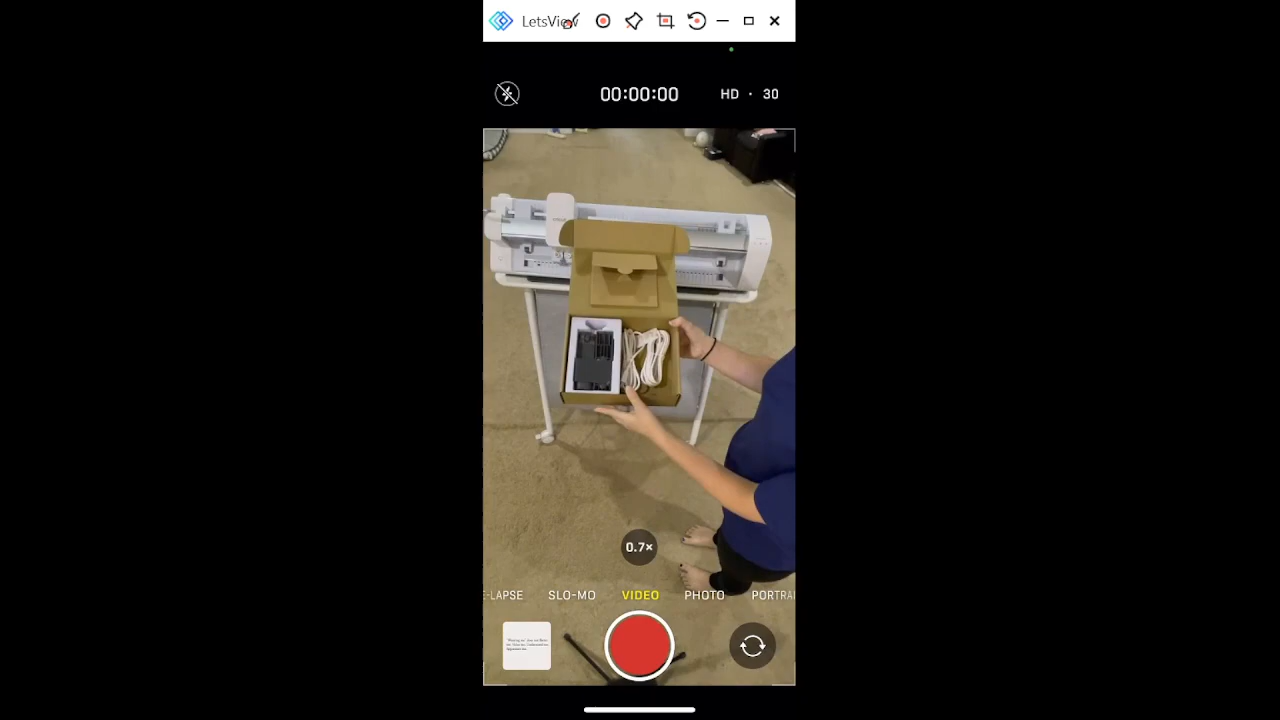 LetsView
00:00:00
HD · 30
0.7×
E-LAPSE SLO-MO VIDEO PHOTO PORTRAI